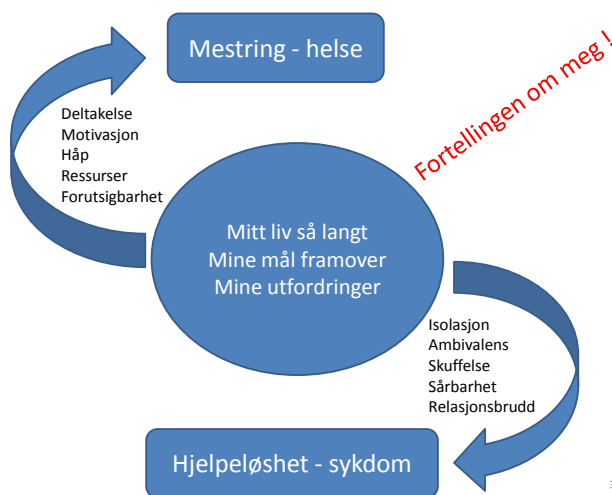 Mestring - helse
Fortellingen om meg !
Deltakelse
Motivasjon
Håp
Ressurser
Forutsigbarhet
Mitt liv så langt
Mine mål framover
Mine utfordringer
Isolasjon
Ambivalens
Skuffelse
Sårbarhet
Relasjonsbrudd
Hjelpeløshet - sykdom